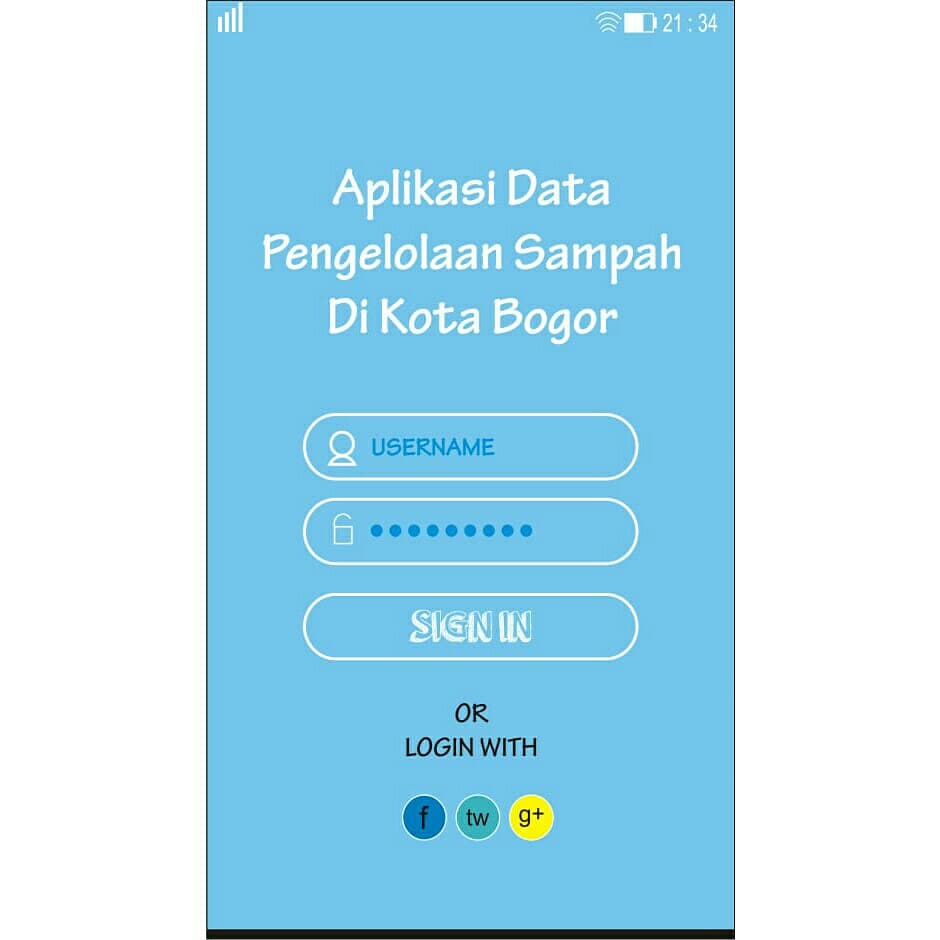 21 : 34
Aplikasi Data
Pengelolaan Sampah
Di Kota Bogor
USERNAME
SIGN IN
OR
LOGIN WITH
f tw g+